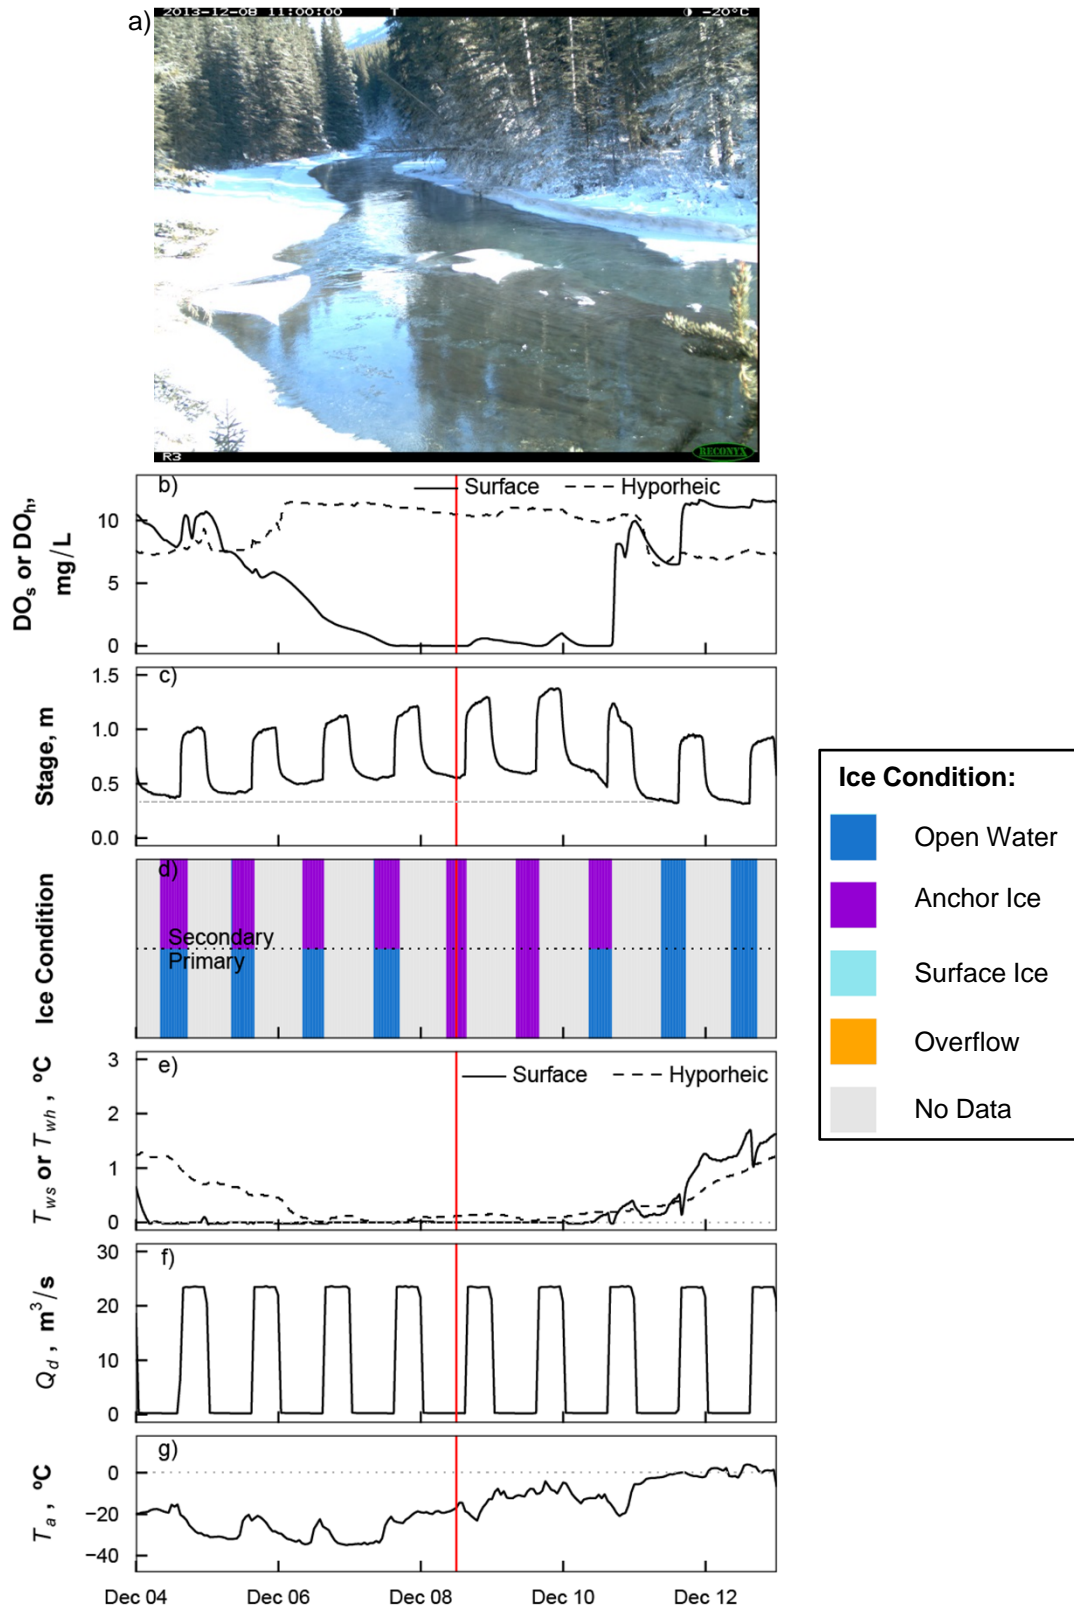 a)
2013-12-08 11:00:00 T -20°C
R3 RECONYX
b) Surface Hyporheic
DOs or DOh, mg/L
10
5
0
c)
Stage, m
1.5
1.0
0.5
0.0
d)
Ice Condition
Secondary
Primary
Ice Condition:
Open Water
Anchor Ice
Surface Ice
Overflow
No Data
e) Surface Hyporheic
Tws or Twh , ºC
3
2
1
0
f)
Qd , m³/s
30
20
10
0
g)
Ta , ºC
0
−20
−40
Dec 04 Dec 06 Dec 08 Dec 10 Dec 12